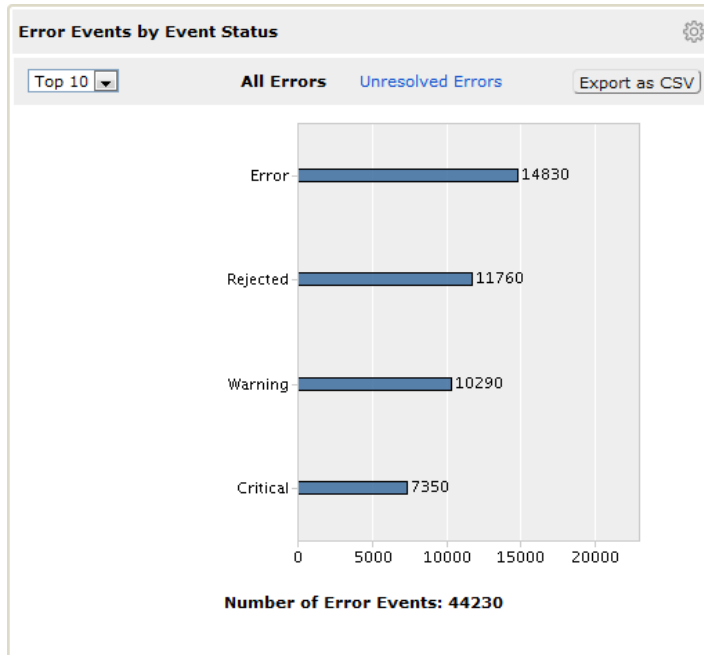 Error Events by Event Status
Top 10 All Errors Unresolved Errors Export as CSV
Error 14830
Rejected 11760
Warning 10290
Critical 7350
0 5000 10000 15000 20000
Number of Error Events: 44230